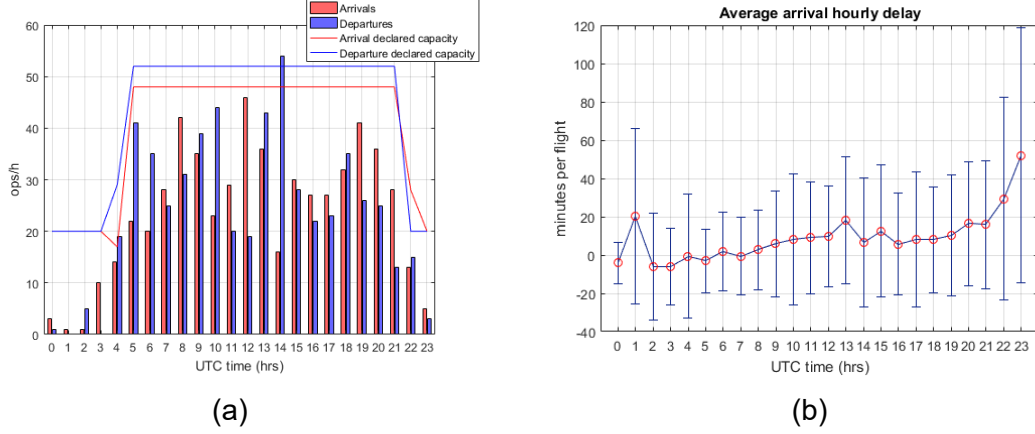 Arrivals
Departures
Arrival declared capacity
Departure declared capacity
60
50
40
30
20
10
0
ops/h
0 1 2 3 4 5 6 7 8 9 10 11 12 13 14 15 16 17 18 19 20 21 22 23
UTC time (hrs)
(a)
Average arrival hourly delay
120
100
80
60
40
20
0
-20
-40
minutes per flight
0 1 2 3 4 5 6 7 8 9 10 11 12 13 14 15 16 17 18 19 20 21 22 23
UTC time (hrs)
(b)